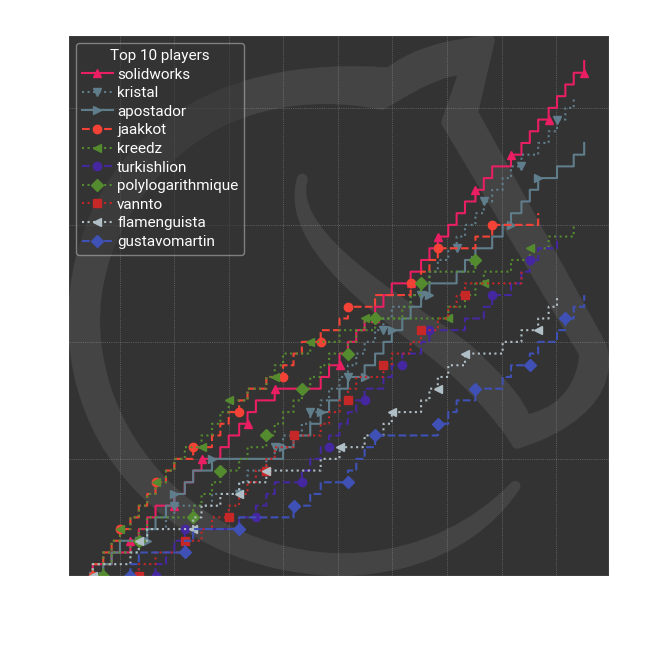 Top 10 players
solidworks
kristal
apostador
jaakkot
kreedz
turkishlion
polylogarithmique
vannto
flamenguista
gustavomartin